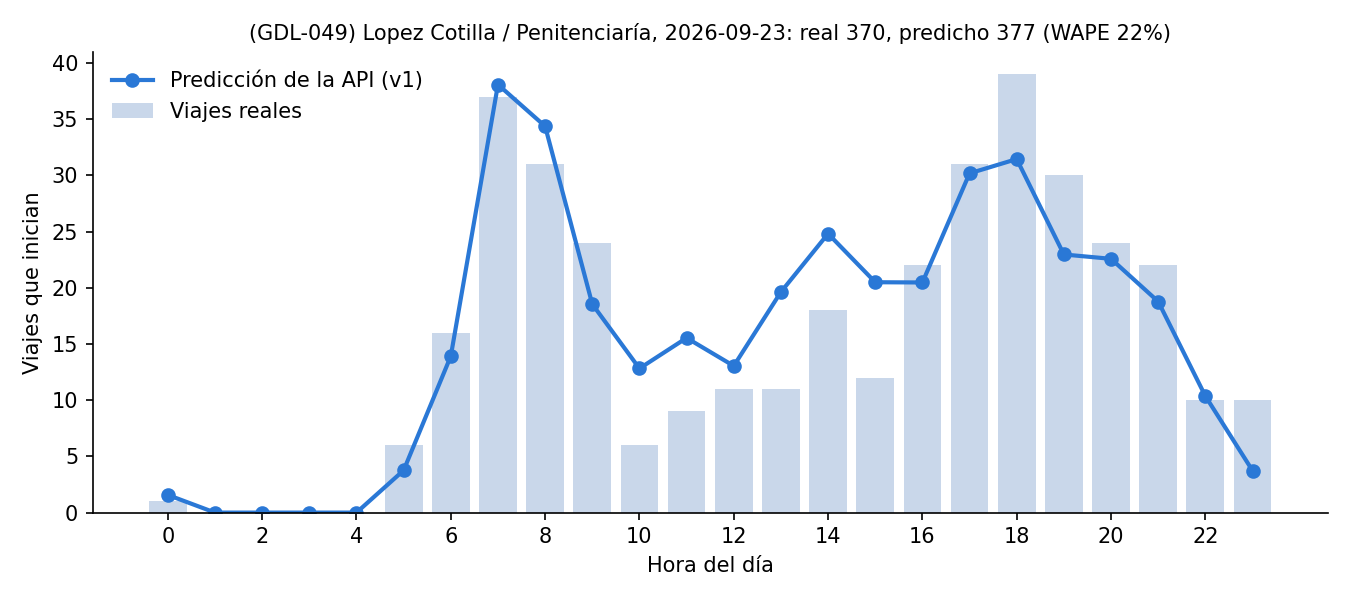 (GDL-049) Lopez Cotilla / Penitenciaría, 2026-09-23: real 370, predicho 377 (WAPE 22%)
Predicción de la API (v1)
Viajes reales
Viajes que inician
40
35
30
25
20
15
10
5
0
0 2 4 6 8 10 12 14 16 18 20 22
Hora del día